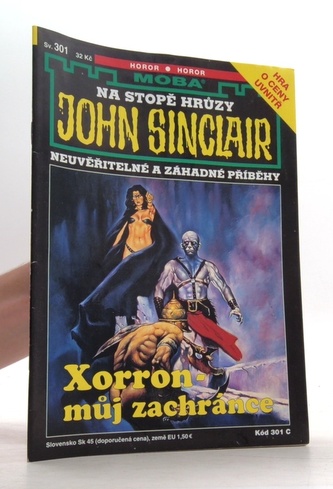 Sv. 301
32 Kč
HOROR ● HOROR
MOBA
HRA
O CENY
UVNITŘ
NA STOPĚ HRŮZY
JOHN SINCLAIR
NEUVĚŘITELNÉ A ZÁHADNÉ PŘÍBĚHY
Xorron -
můj zachránce
Slovensko Sk 45 (doporučená cena), země EU 1,50 €
Kód 301 C